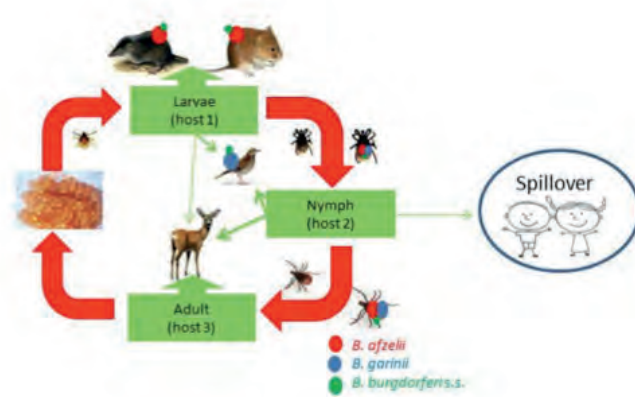 Larvae
(host 1)
Spillover
Nymph
(host 2)
Adult
(host 3)
B. afzelii
B. garinii
B. burgdorferi s.s.